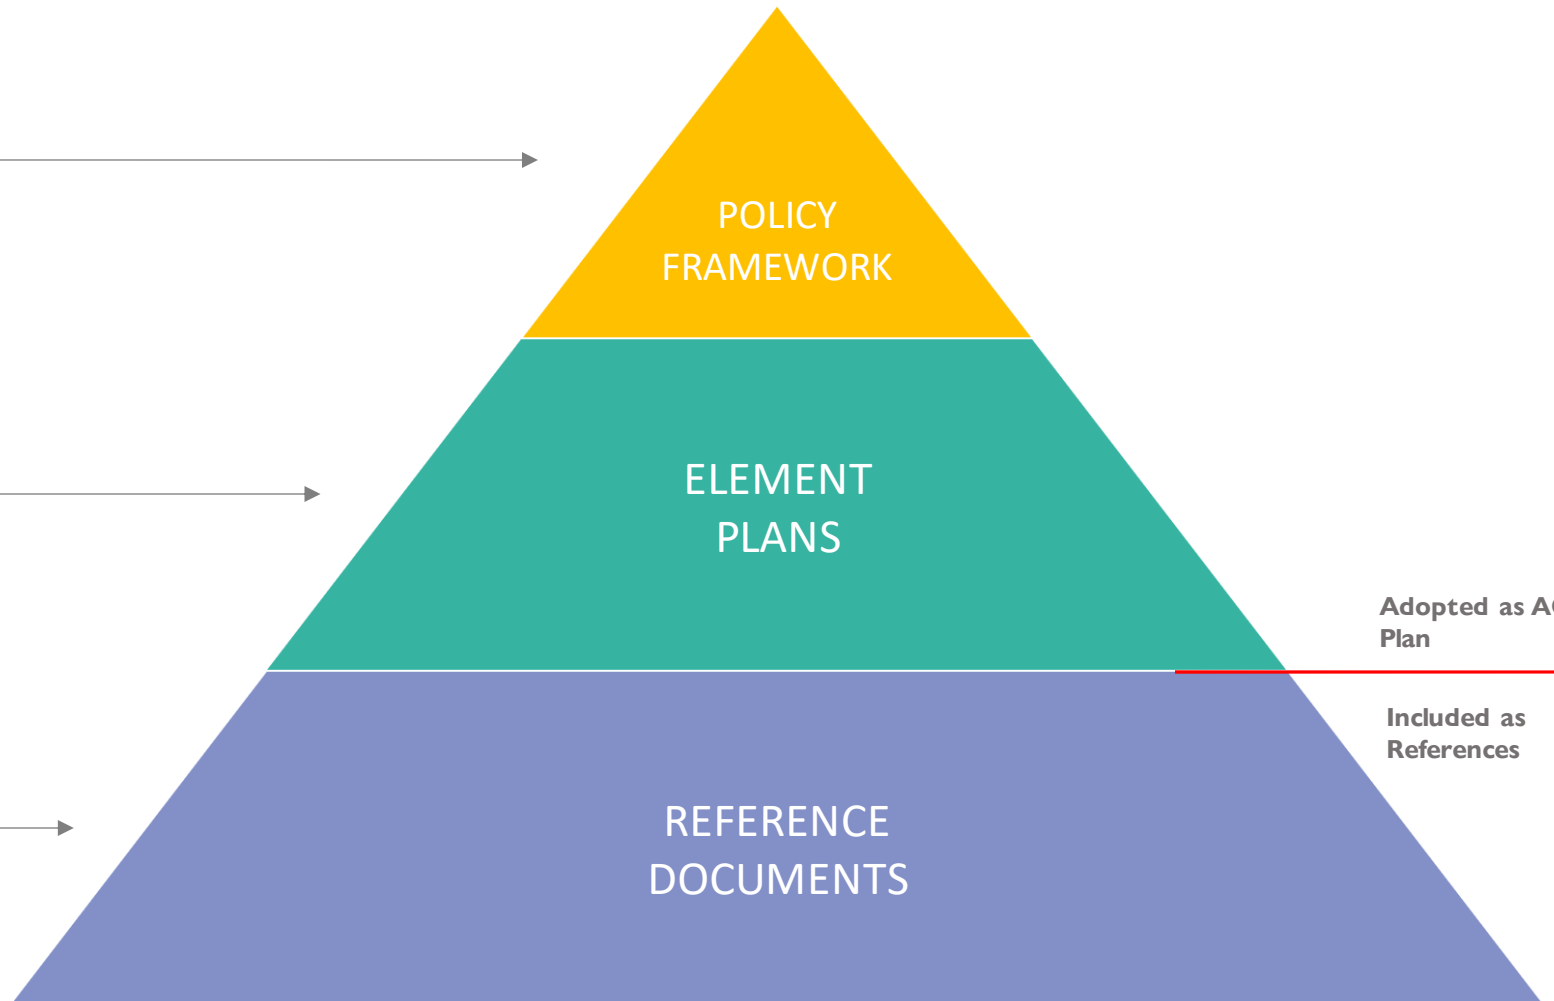 POLICY
FRAMEWORK
ELEMENT
PLANS
Adopted as
Plan
Included as
References
REFERENCE
DOCUMENTS